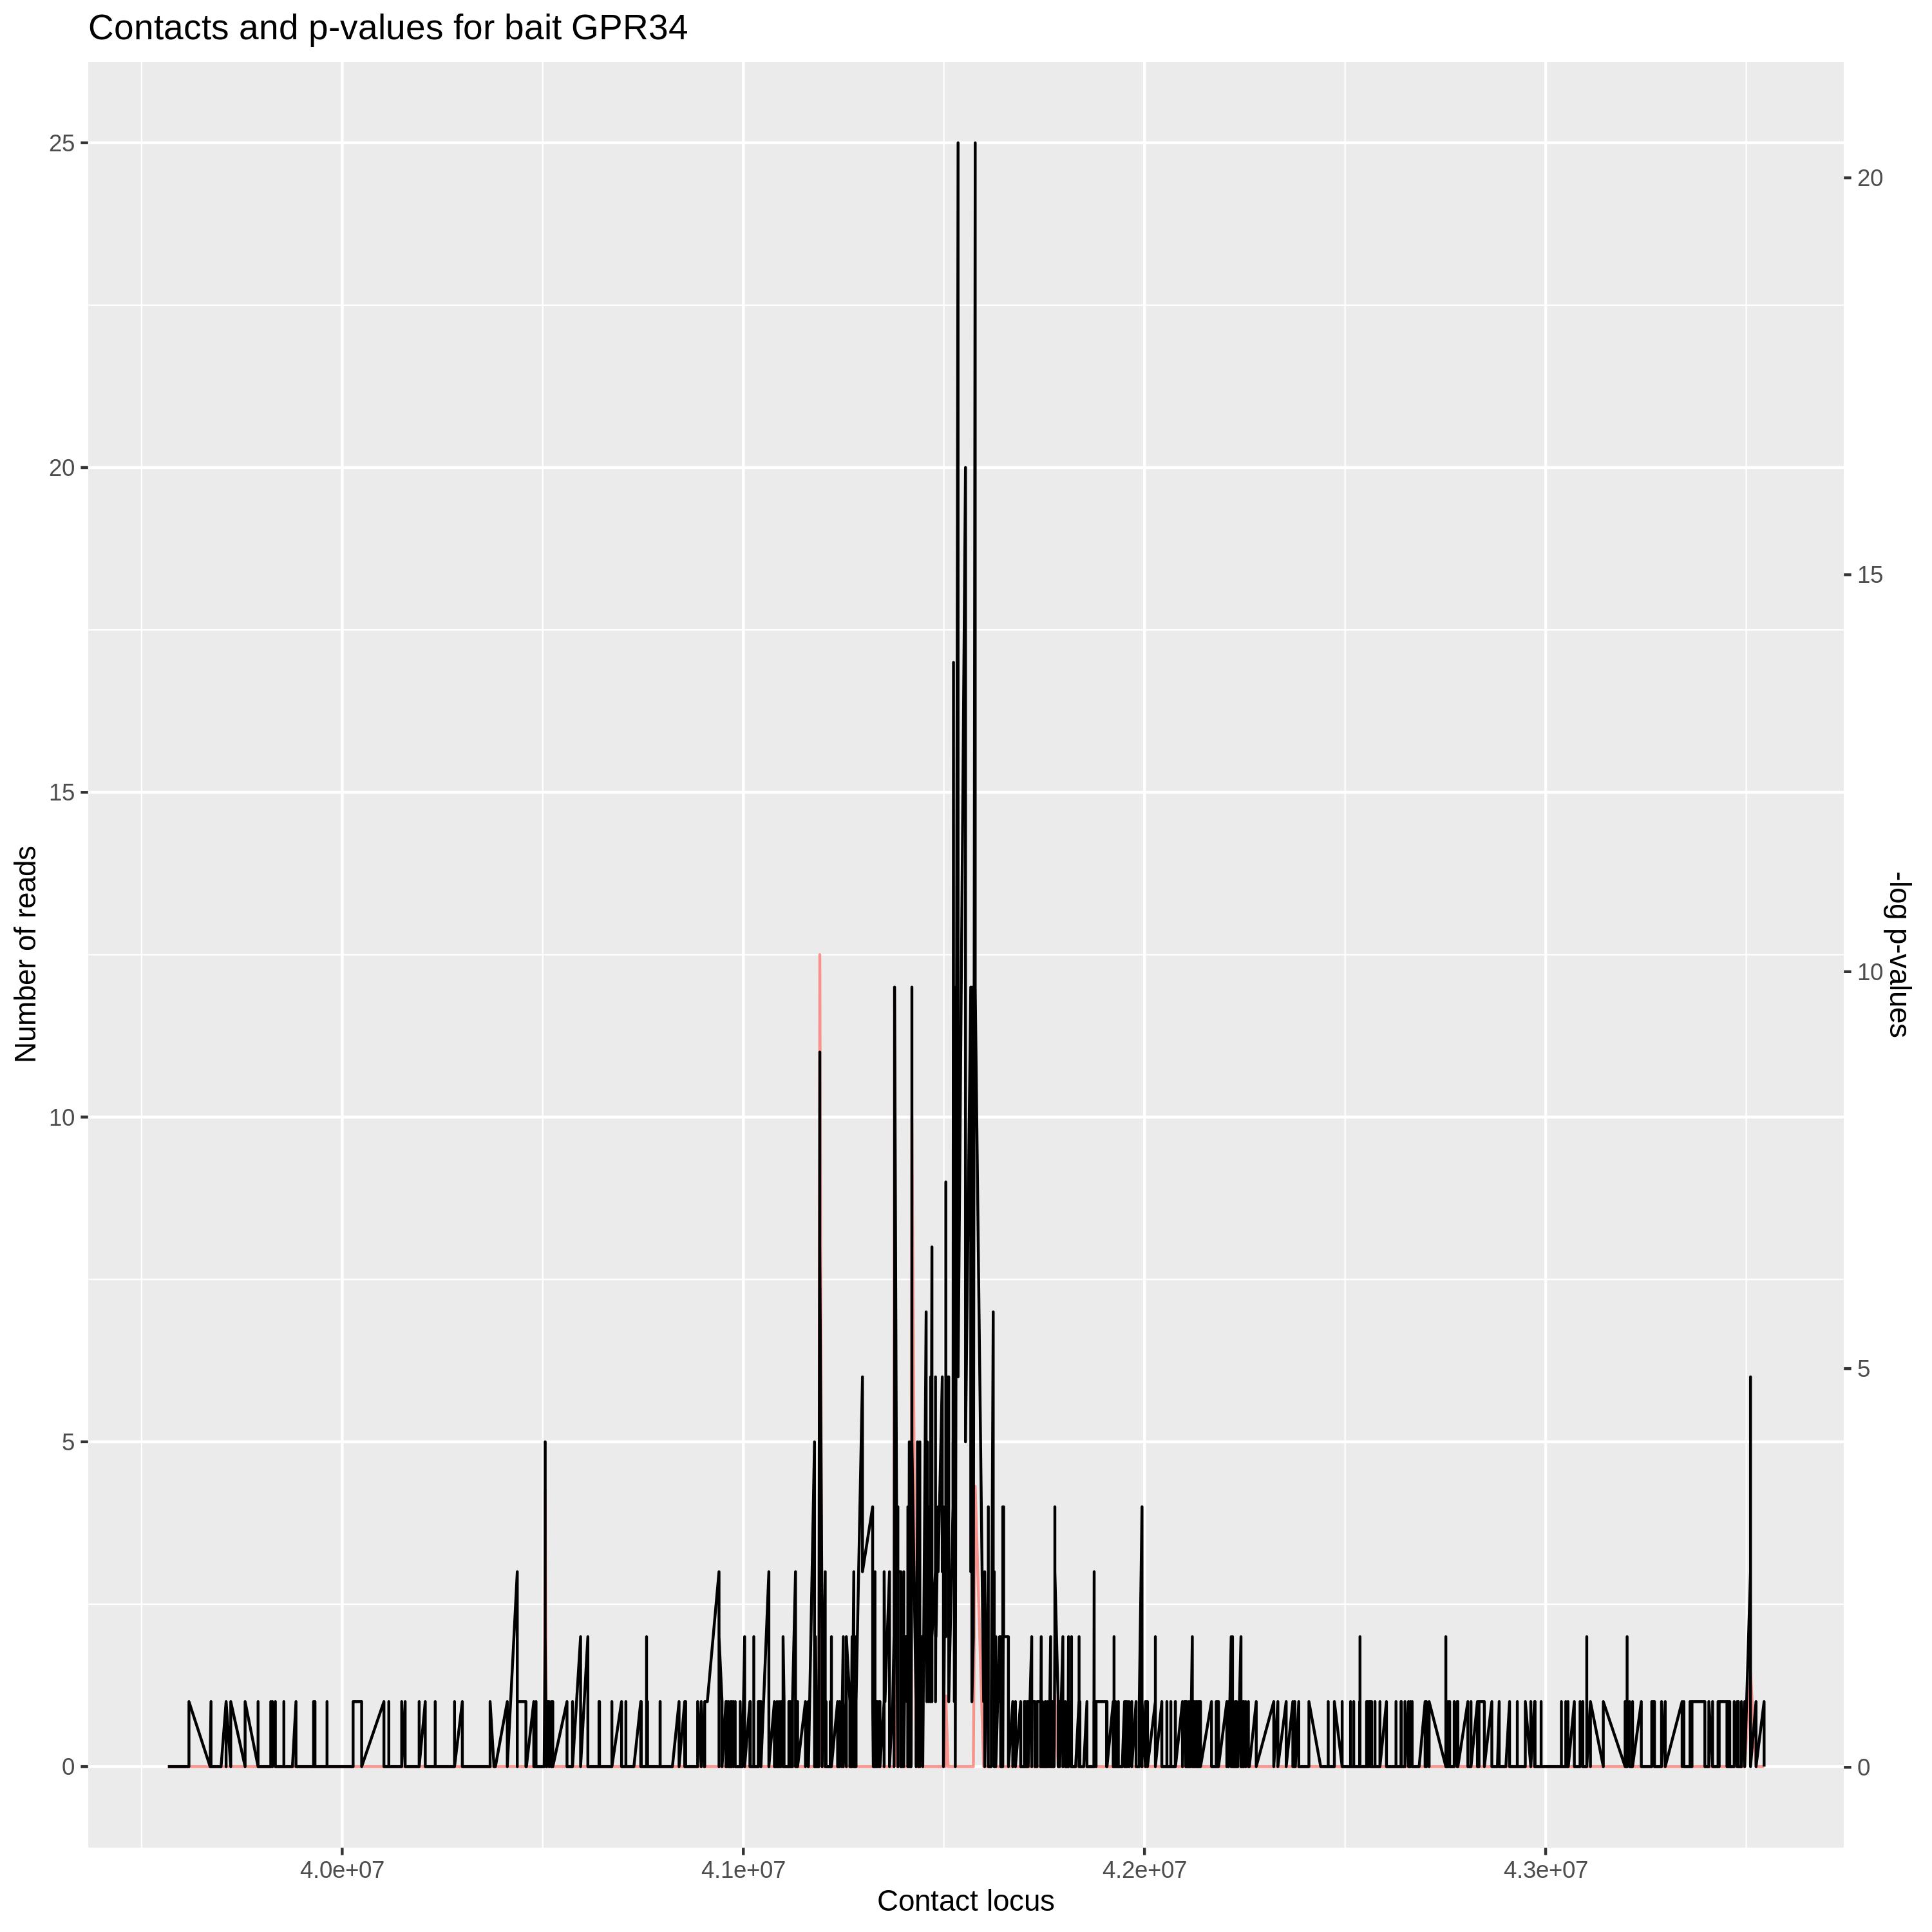 Contacts and p-values for bait GPR34
25
20
15
10
5
0
Number of reads
20
15
10
5
0
-log p-values
4.0e+07
4.1e+07
4.2e+07
4.3e+07
Contact locus